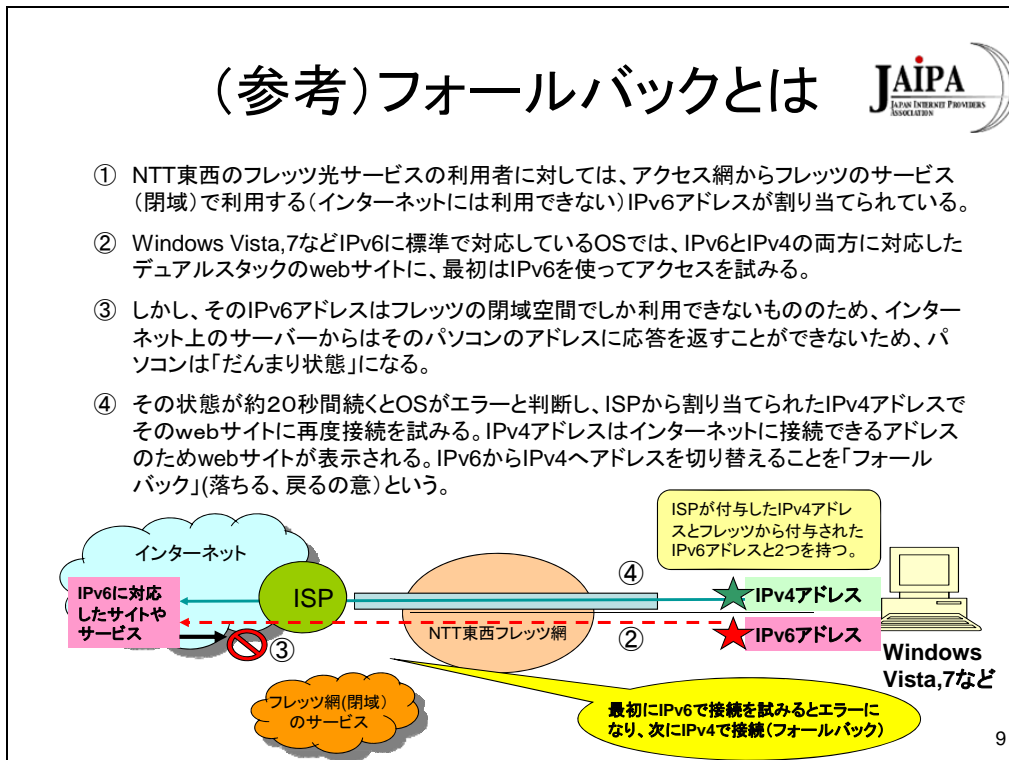 (参考)フォールバックとは
JAiPA
JAPAN INTERNET PROVIDERS
ASSOCIATION
① NTT東西のフレッツ光サービスの利用者に対しては、アクセス網からフレッツのサービス
(閉域)で利用する(インターネットには利用できない)IPv6アドレスが割り当てられている。
② Windows Vista,7などIPv6に標準で対応しているOSでは、IPv6とIPv4の両方に対応した
デュアルスタックのwebサイトに、最初はIPv6を使ってアクセスを試みる。
③ しかし、そのIPv6アドレスはフレッツの閉域空間でしか利用できないもののため、インター
ネット上のサーバーからはそのパソコンのアドレスに応答を返すことができないため、パ
ソコンは「だんまり状態」になる。
④ その状態が約20秒間続くとOSがエラーと判断し、ISPから割り当てられたIPv4アドレスで
そのwebサイトに再度接続を試みる。IPv4アドレスはインターネットに接続できるアドレス
のためwebサイトが表示される。IPv6からIPv4へアドレスを切り替えることを「フォール
バック」(落ちる、戻るの意)という。
ISPが付与したIPv4アドレ
スとフレッツから付与された
IPv6アドレスと2つを持つ。
インターネット
IPv6に対応
したサイトや
サービス
ISP
④
IPv4アドレス
NTT東西フレッツ網
②
IPv6アドレス
③
Windows
Vista,7など
フレッツ網(閉域)
のサービス
最初にIPv6で接続を試みるとエラーに
なり、次にIPv4で接続(フォールバック)
9